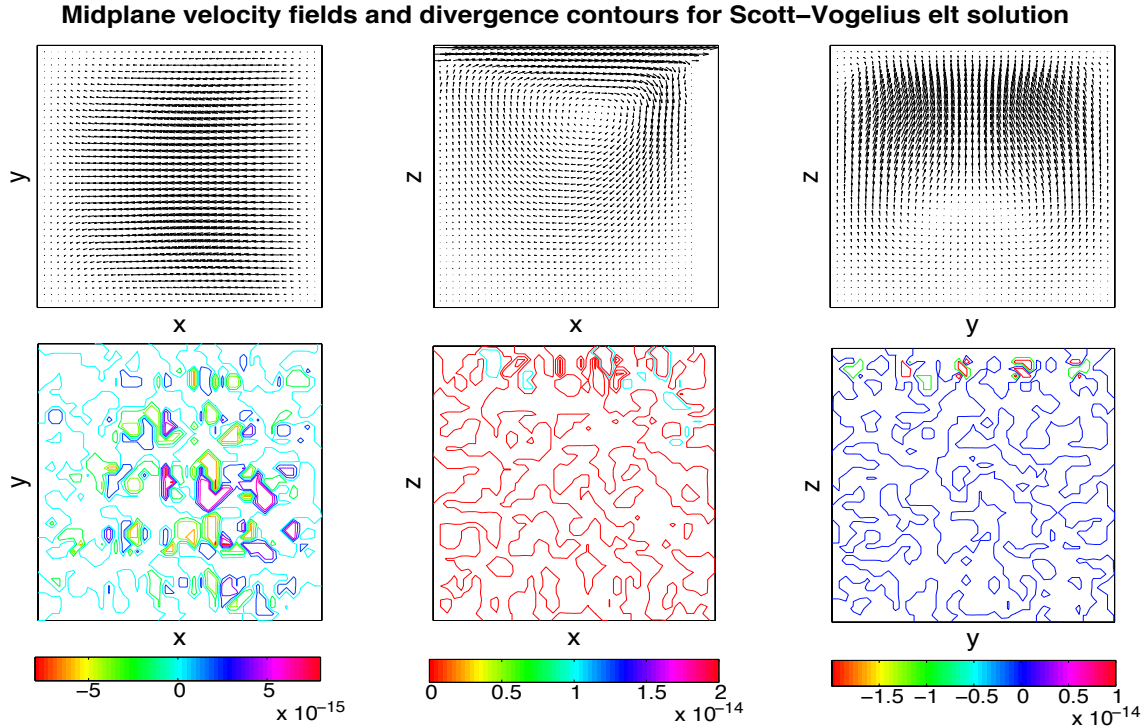 Midplane velocity fields and divergence contours for Scott–Vogelius elt solution
y
z
z
x
x
y
y
z
z
x
x
y
−5 0 5
x 10−15
0 0.5 1 1.5 2
x 10−14
−1.5 −1 −0.5 0 0.5 1
x 10−14